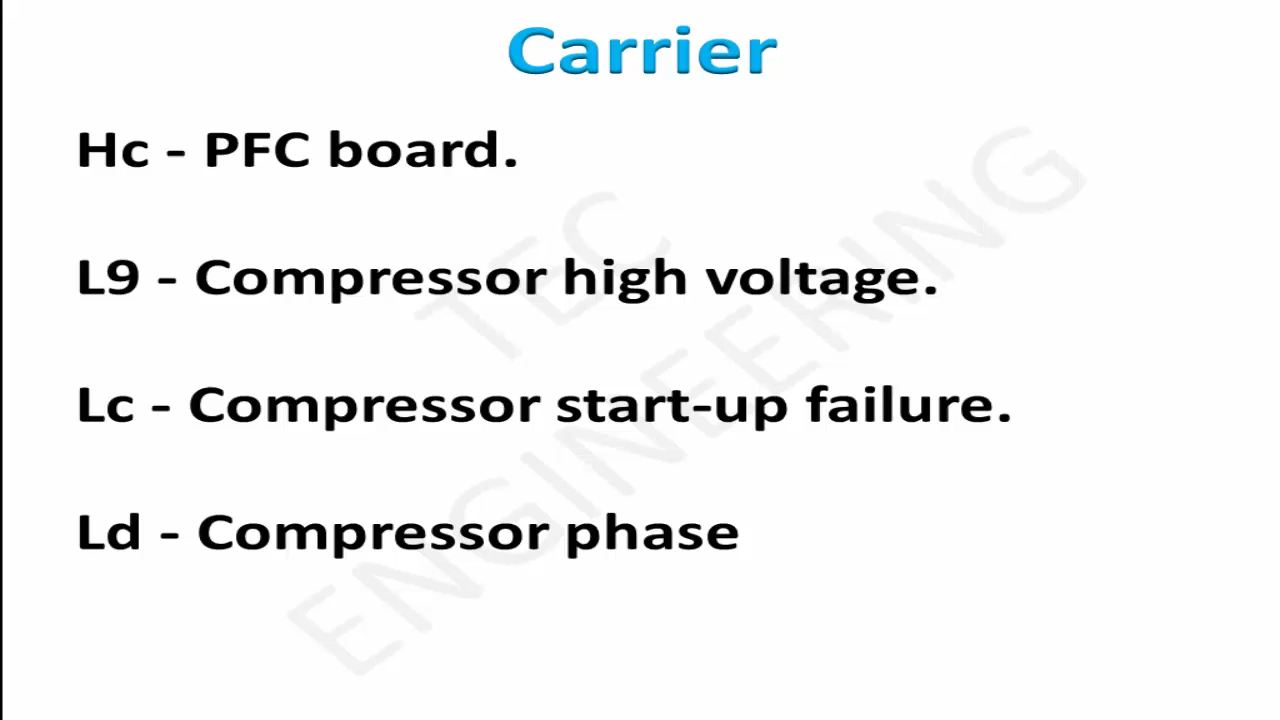 Carrier
Hc - PFC board.
L9 - Compressor high voltage.
Lc - Compressor start-up failure.
Ld - Compressor phase
TEC
ENGINEERING